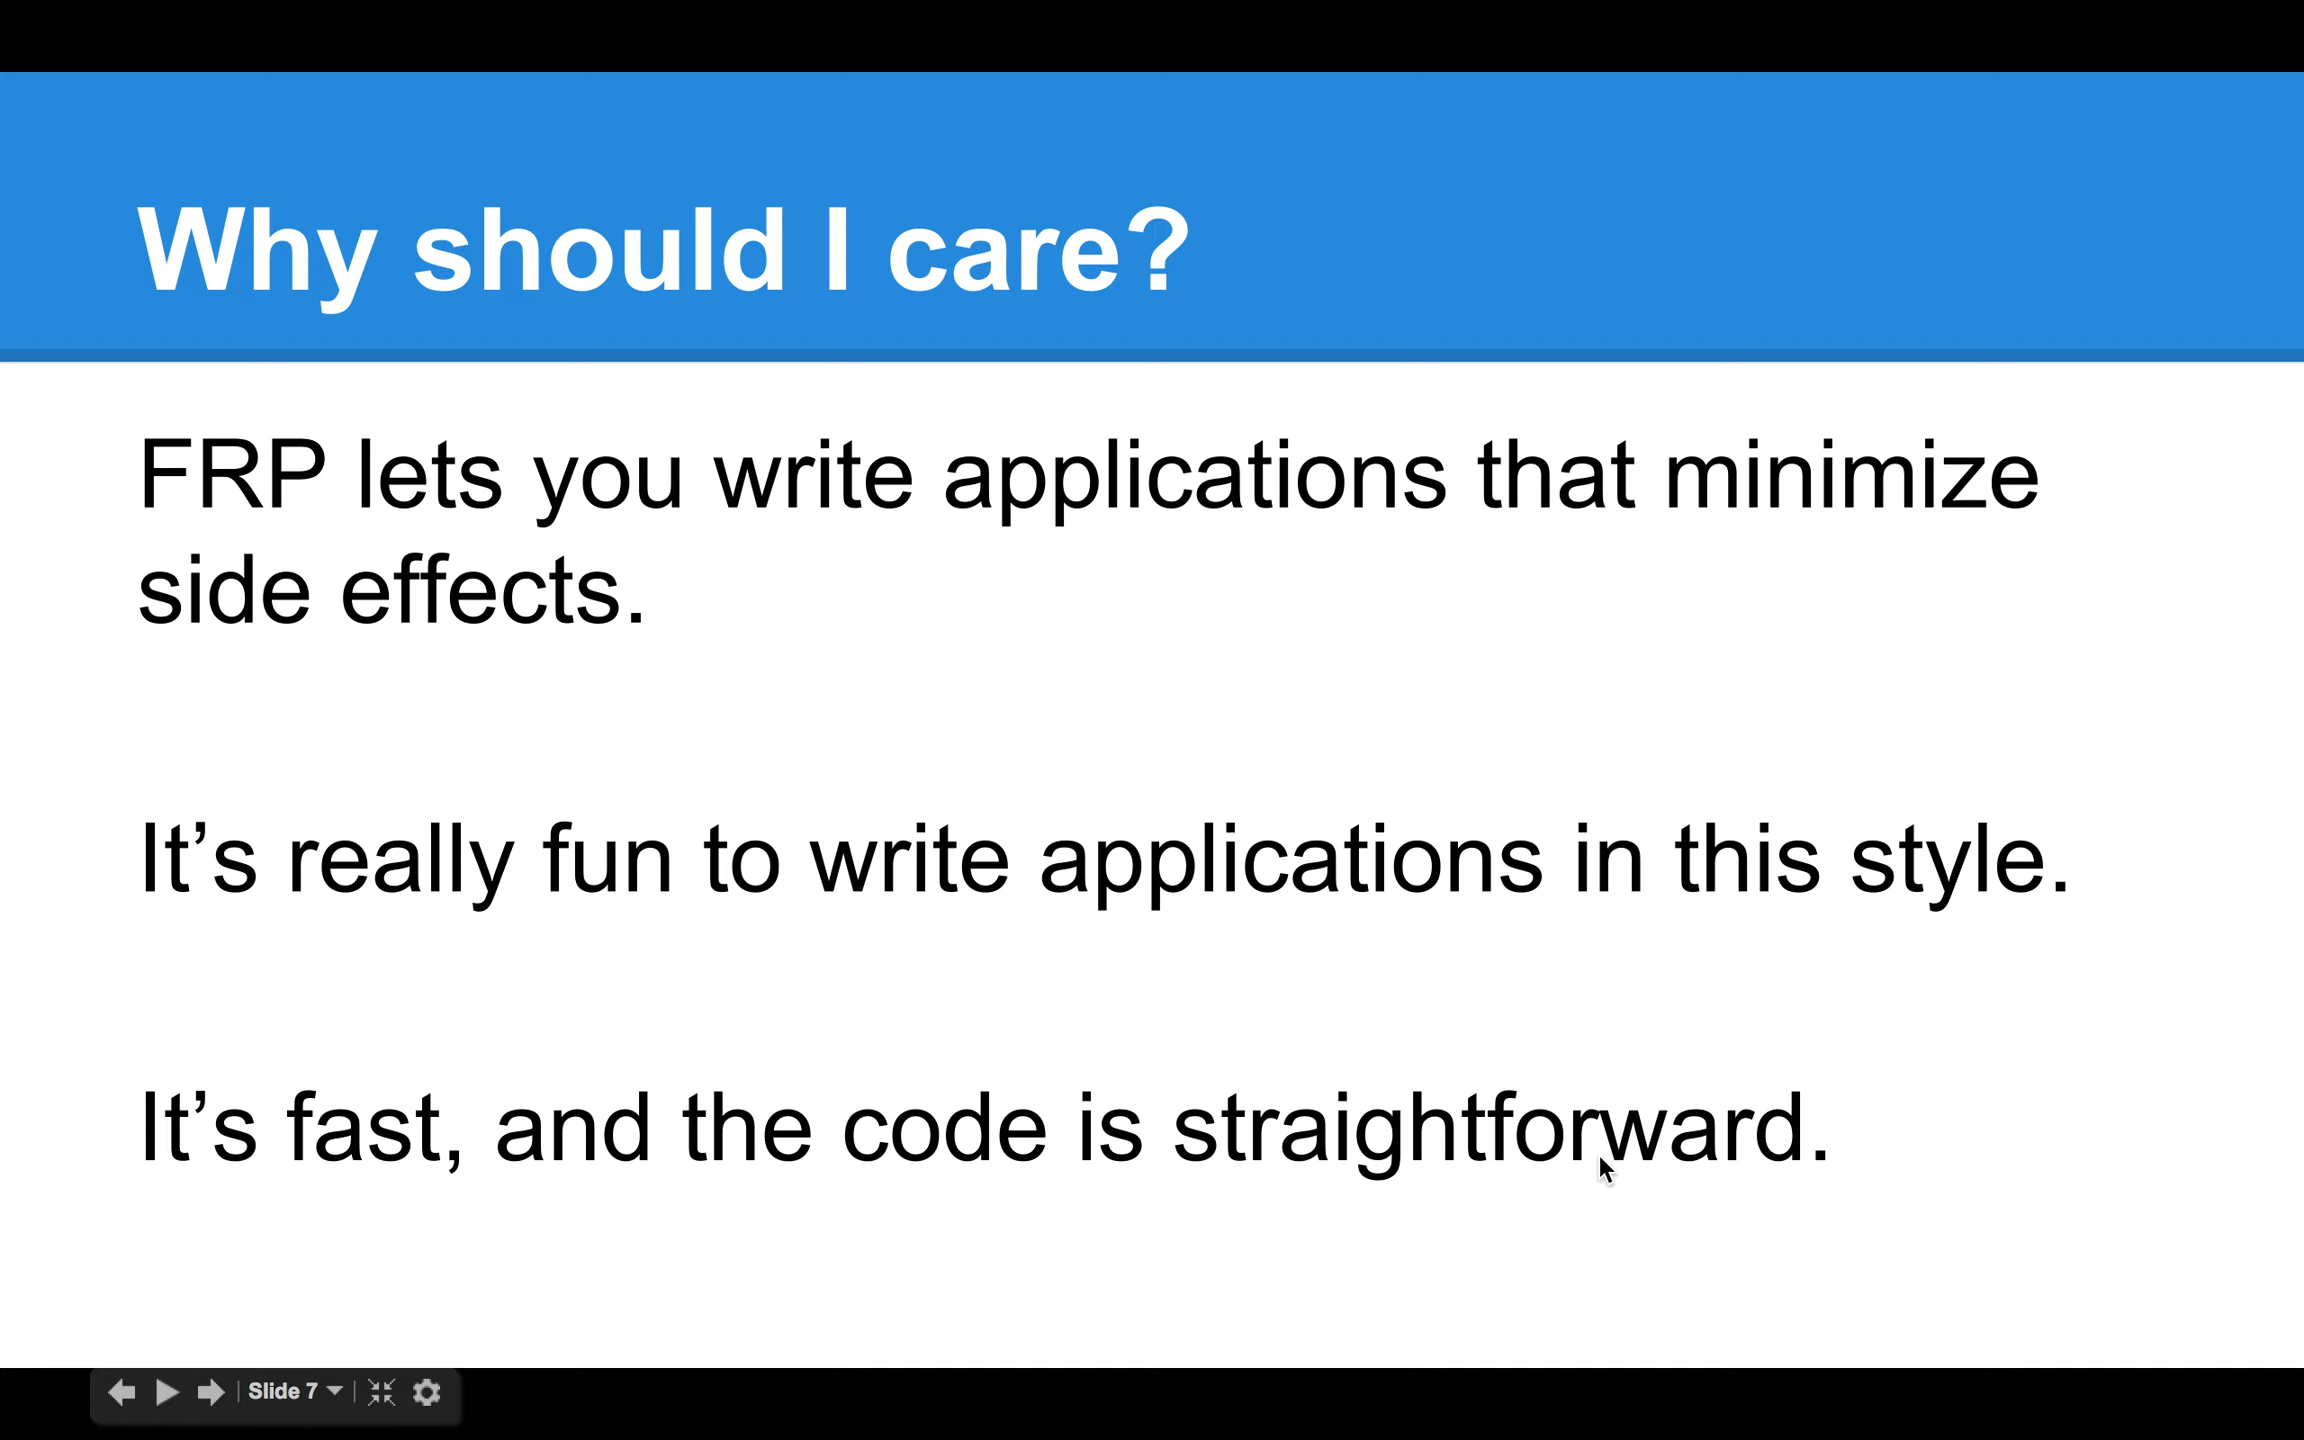 Why should I care?
FRP lets you write applications that minimize
side effects.
It’s really fun to write applications in this style.
It’s fast, and the code is straightforward.
Slide 7